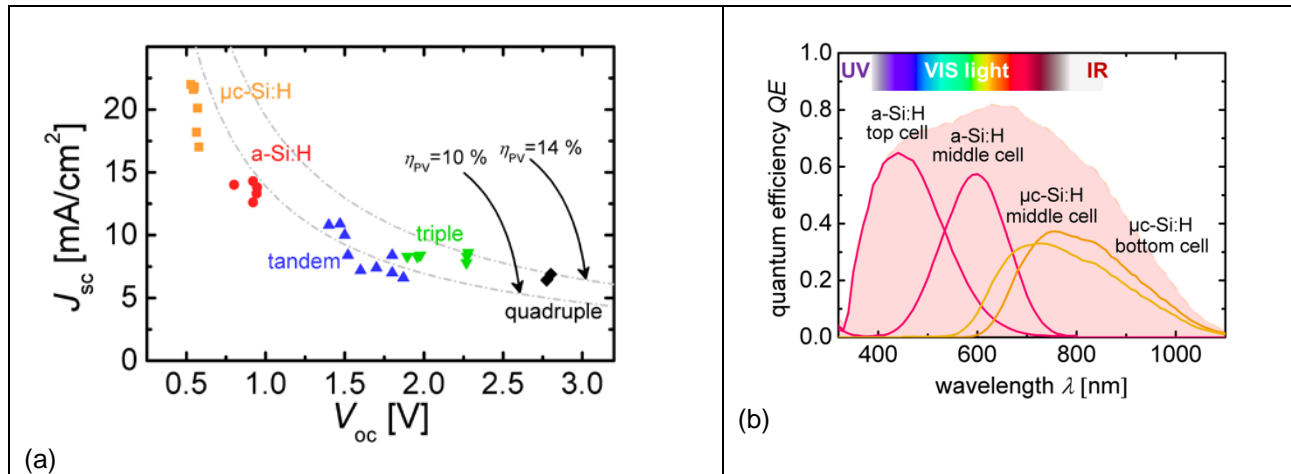 20
15
10
5
0
0.5
1.0
1.5
2.0
2.5
3.0
J_sc [mA/cm²]
V_oc [V]
µc-Si:H
a-Si:H
η_PV=10 %
η_PV=14 %
triple
tandem
quadruple
(a)
1.0
0.8
0.6
0.4
0.2
0.0
400
600
800
1000
quantum efficiency QE
wavelength λ [nm]
UV
VIS light
IR
a-Si:H
top cell
a-Si:H
middle cell
µc-Si:H
middle cell
µc-Si:H
bottom cell
(b)